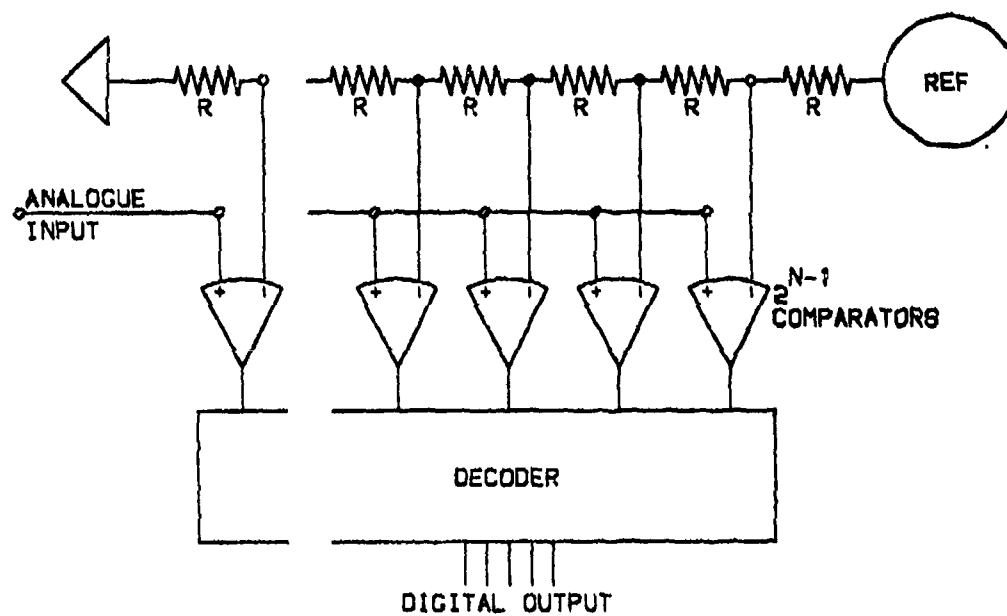 R R R R R R
REF
ANALOGUE
INPUT
+ - + - + - + - + -
2^N-1
COMPARATORS
DECODER
DIGITAL OUTPUT